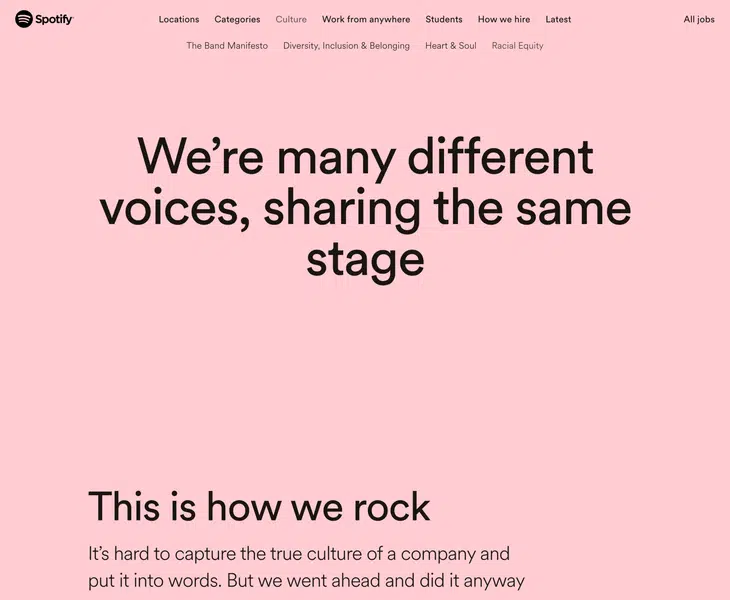 Spotify
Locations Categories Culture Work from anywhere Students How we hire Latest All jobs
The Band Manifesto Diversity, Inclusion & Belonging Heart & Soul Racial Equity
We’re many different
voices, sharing the same
stage
This is how we rock
It’s hard to capture the true culture of a company and
put it into words. But we went ahead and did it anyway